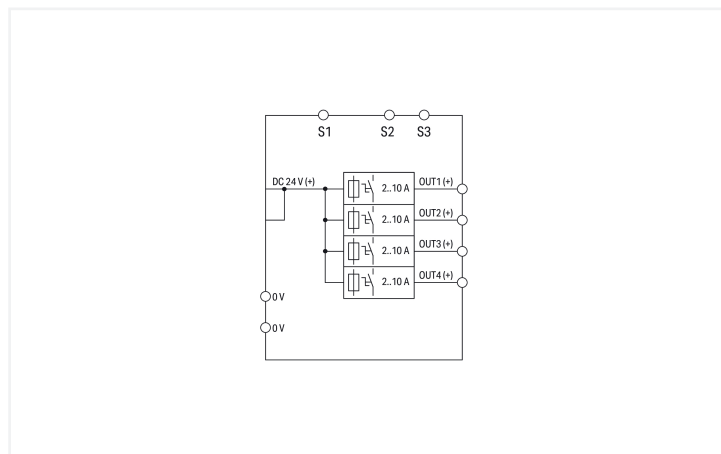 S1 S2 S3
DC 24 V (+)
2..10 A OUT1 (+)
2..10 A OUT2 (+)
2..10 A OUT3 (+)
2..10 A OUT4 (+)
0 V
0 V